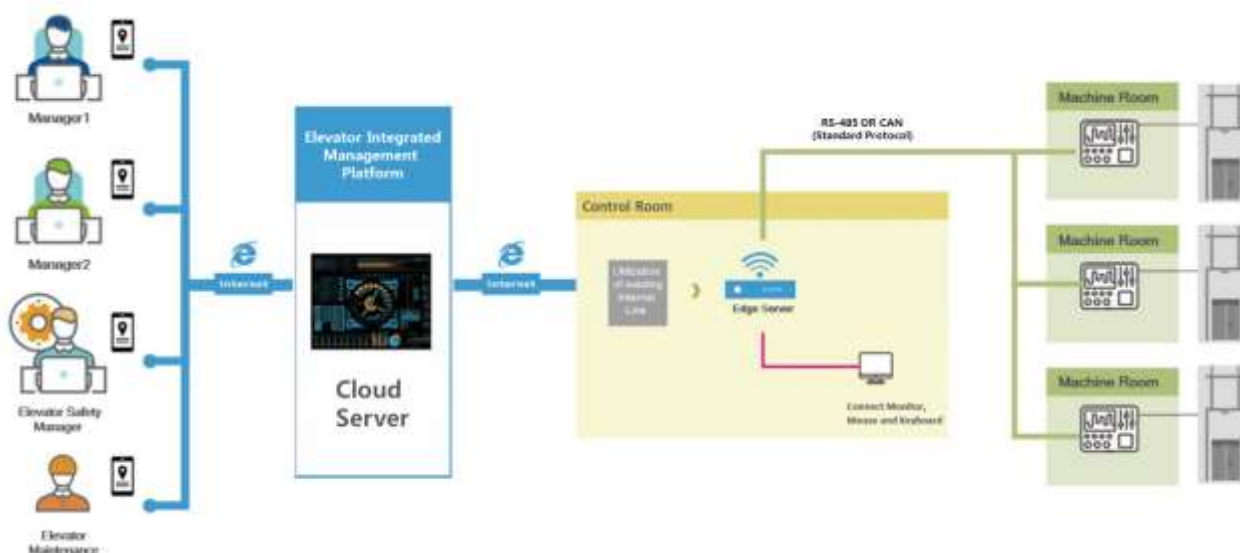 Manager1
Manager2
Elevator Safety
Manager
Elevator
Maintenance
Internet
Elevator Integrated
Management
Platform
Cloud
Server
Internet
Control Room
Utilization
of existing
Internet
Line
Edge Server
Connect Monitor,
Mouse and Keyboard
RS-485 OR CAN
(Standard Protocol)
Machine Room
Machine Room
Machine Room